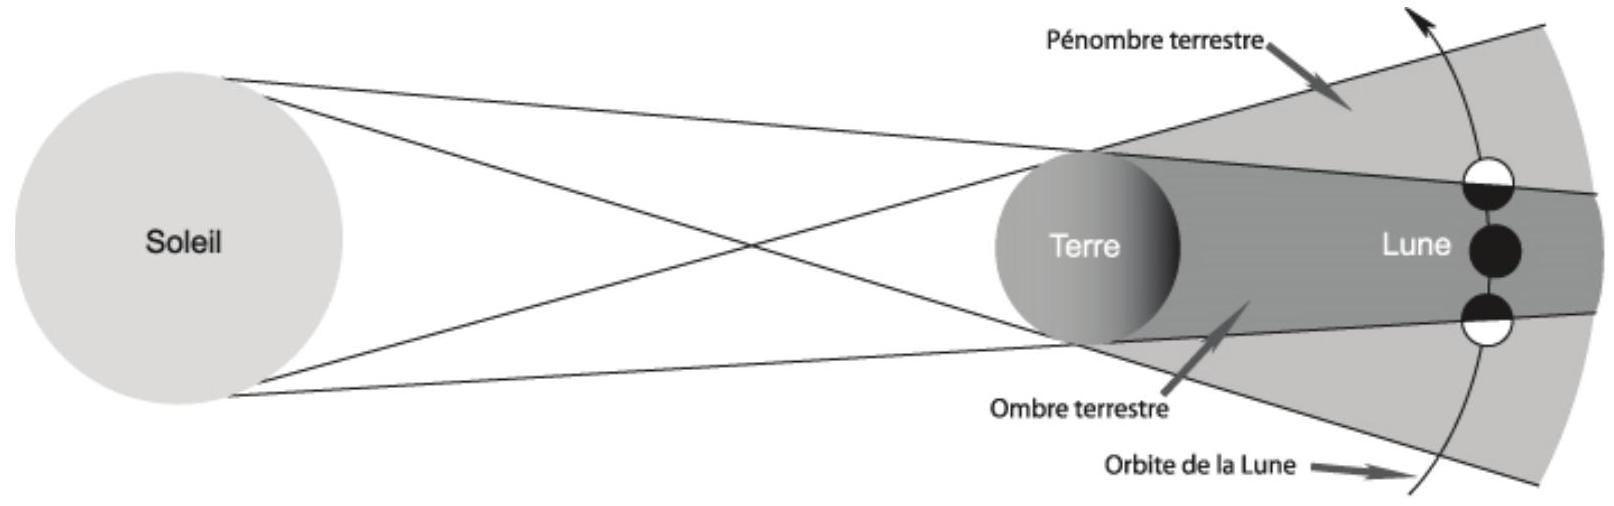 Pénombre terrestre
Soleil
Terre
Lune
Ombre terrestre
Orbite de la Lune